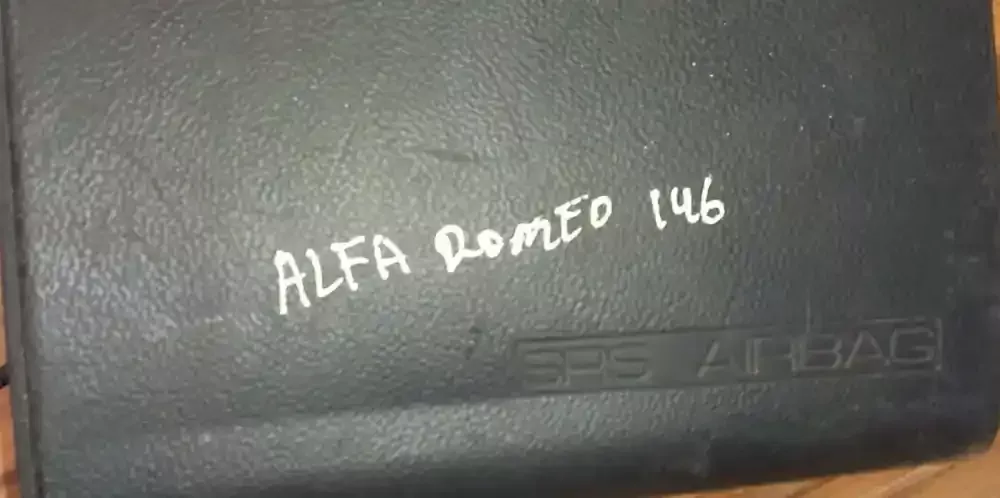 ALFA ROMEO 146
SRS AIRBAG